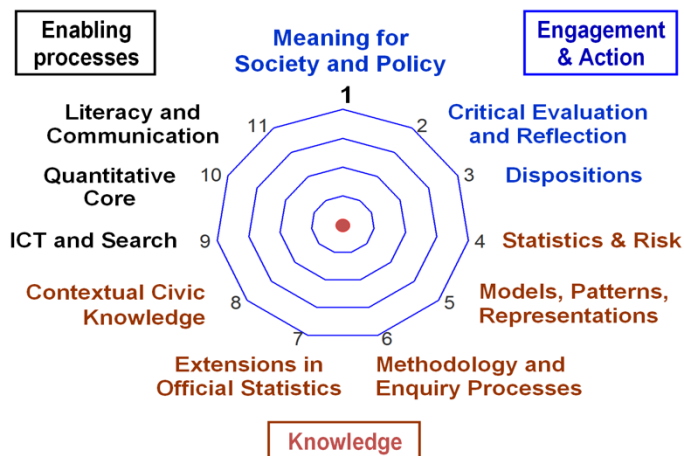 Enabling
processes
Meaning for
Society and Policy
Engagement
& Action
1
Literacy and
Communication
11
2
Critical Evaluation
and Reflection
Quantitative
Core
10
3
Dispositions
ICT and Search
9
4
Statistics & Risk
Contextual Civic
Knowledge
8
5
Models, Patterns,
Representations
7
6
Extensions in
Official Statistics
Methodology and
Enquiry Processes
Knowledge